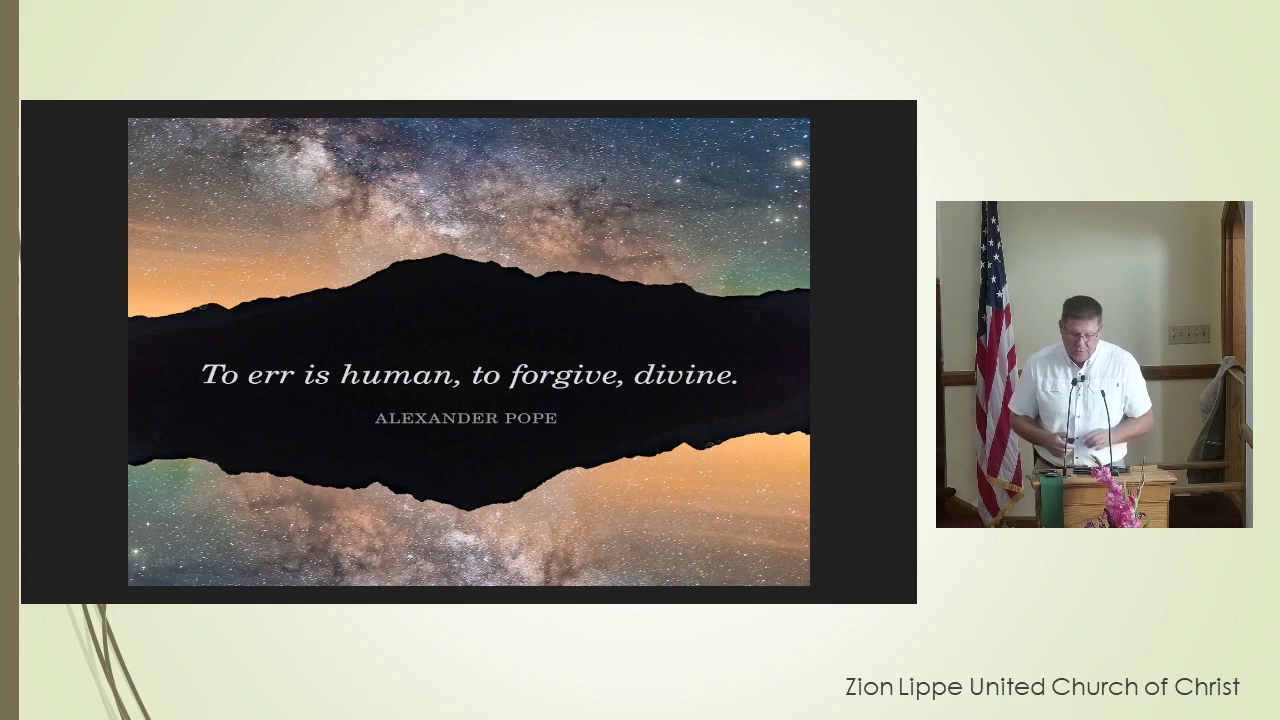 To err is human, to forgive, divine.
ALEXANDER POPE
Zion Lippe United Church of Christ